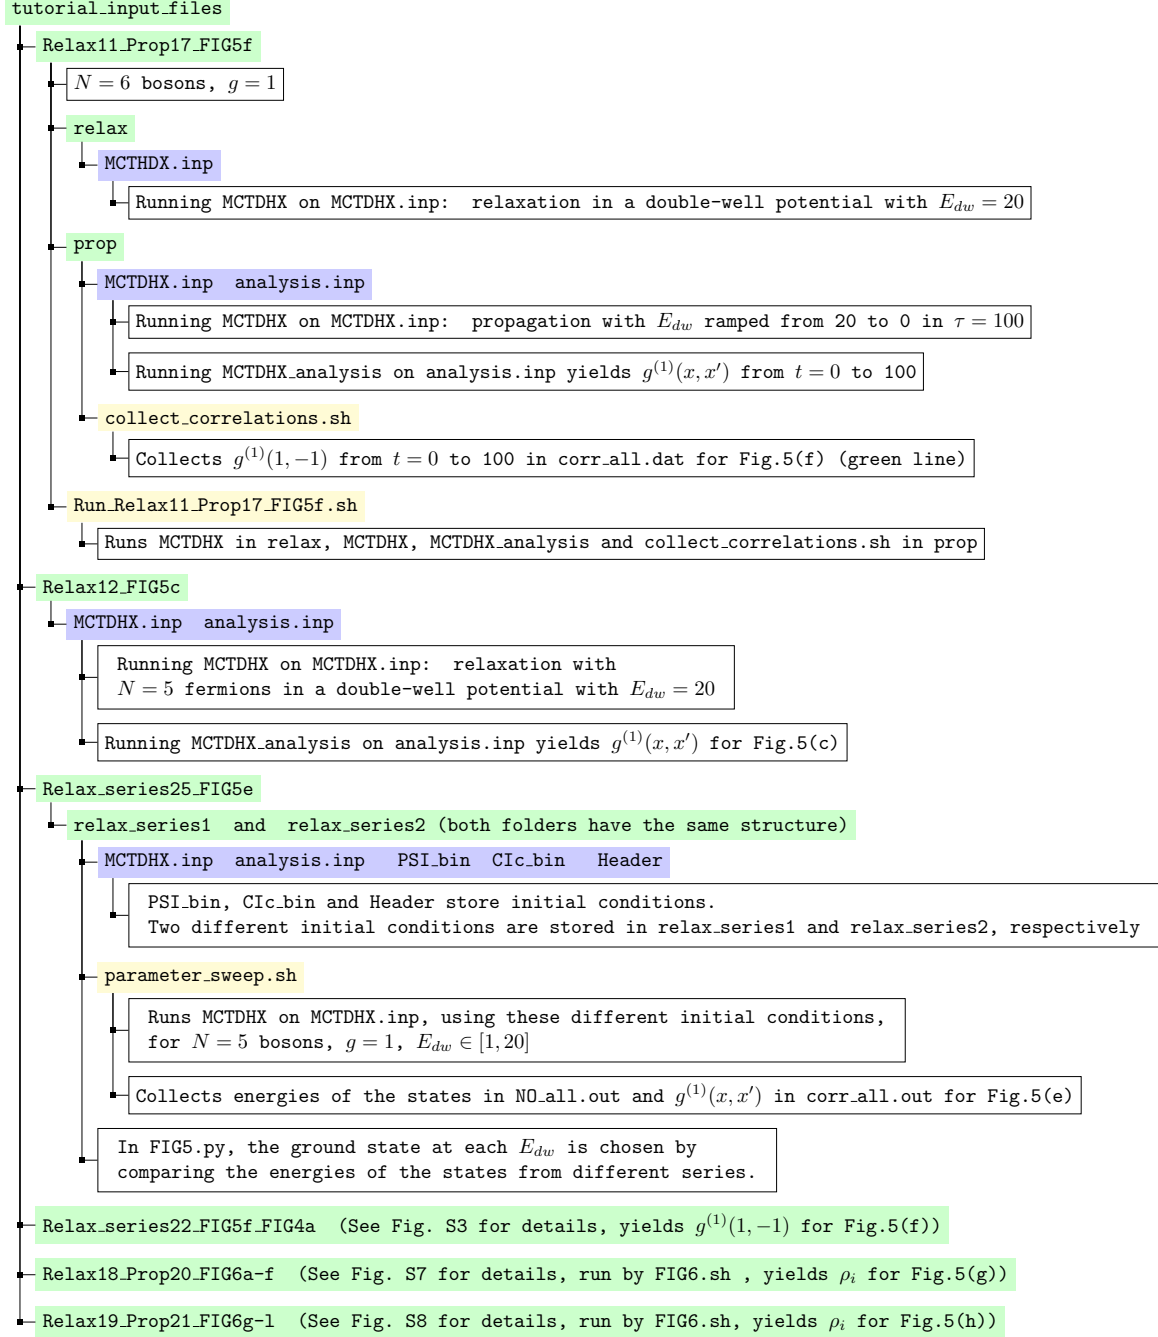 tutorial_input_files
Relax11_Prop17_FIG5f
N = 6 bosons, g = 1
relax
MCTHDX.inp
Running MCTDHX on MCTDHX.inp: relaxation in a double-well potential with E_{dw} = 20
prop
MCTDHX.inp analysis.inp
Running MCTDHX on MCTDHX.inp: propagation with E_{dw} ramped from 20 to 0 in τ = 100
Running MCTDHX_analysis on analysis.inp yields g^{(1)}(x, x′) from t = 0 to 100
collect_correlations.sh
Collects g^{(1)}(1, −1) from t = 0 to 100 in corr_all.dat for Fig.5(f) (green line)
Run_Relax11_Prop17_FIG5f.sh
Runs MCTDHX in relax, MCTDHX, MCTDHX_analysis and collect_correlations.sh in prop
Relax12_FIG5c
MCTDHX.inp analysis.inp
Running MCTDHX on MCTDHX.inp: relaxation with
N = 5 fermions in a double-well potential with E_{dw} = 20
Running MCTDHX_analysis on analysis.inp yields g^{(1)}(x, x′) for Fig.5(c)
Relax_series25_FIG5e
relax_series1 and relax_series2 (both folders have the same structure)
MCTDHX.inp analysis.inp PSI_bin CIc_bin Header
PSI_bin, CIc_bin and Header store initial conditions.
Two different initial conditions are stored in relax_series1 and relax_series2, respectively
parameter_sweep.sh
Runs MCTDHX on MCTDHX.inp, using these different initial conditions,
for N = 5 bosons, g = 1, E_{dw} ∈ [1, 20]
Collects energies of the states in NO_all.out and g^{(1)}(x, x′) in corr_all.out for Fig.5(e)
In FIG5.py, the ground state at each E_{dw} is chosen by
comparing the energies of the states from different series.
Relax_series22_FIG5f_FIG4a (See Fig. S3 for details, yields g^{(1)}(1, −1) for Fig.5(f))
Relax18_Prop20_FIG6a-f (See Fig. S7 for details, run by FIG6.sh , yields ρ_i for Fig.5(g))
Relax19_Prop21_FIG6g-l (See Fig. S8 for details, run by FIG6.sh, yields ρ_i for Fig.5(h))